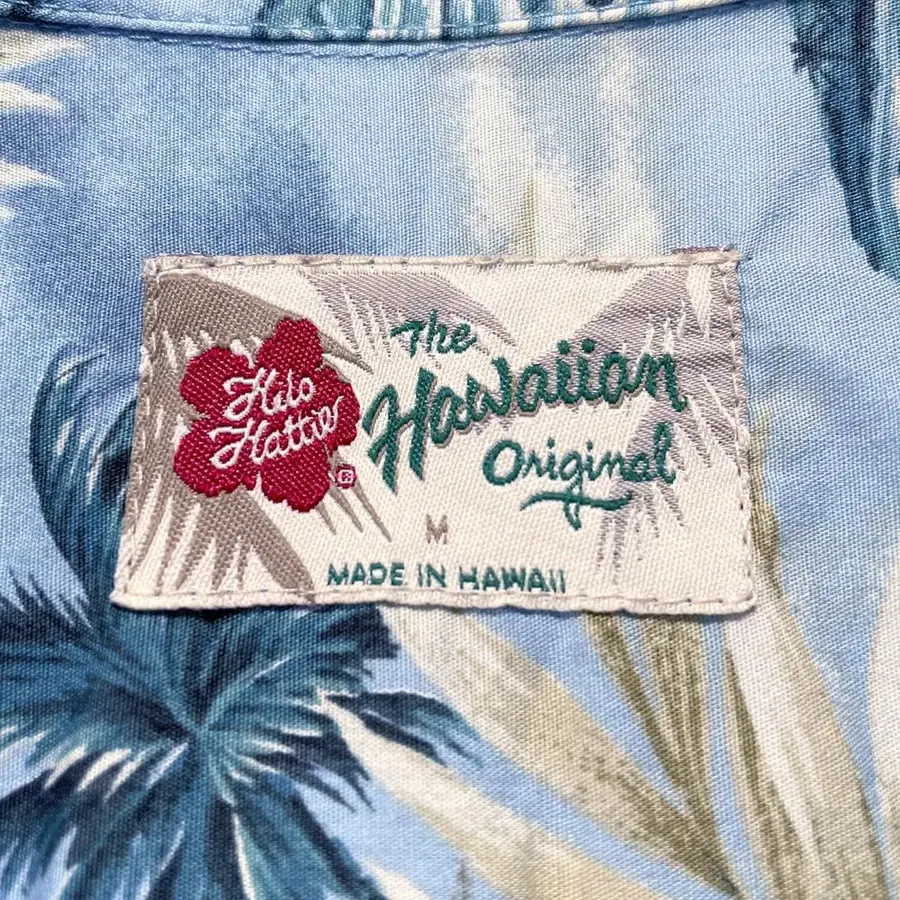 Hilo
Hattie
®
The
Hawaiian
Original
M
MADE IN HAWAII